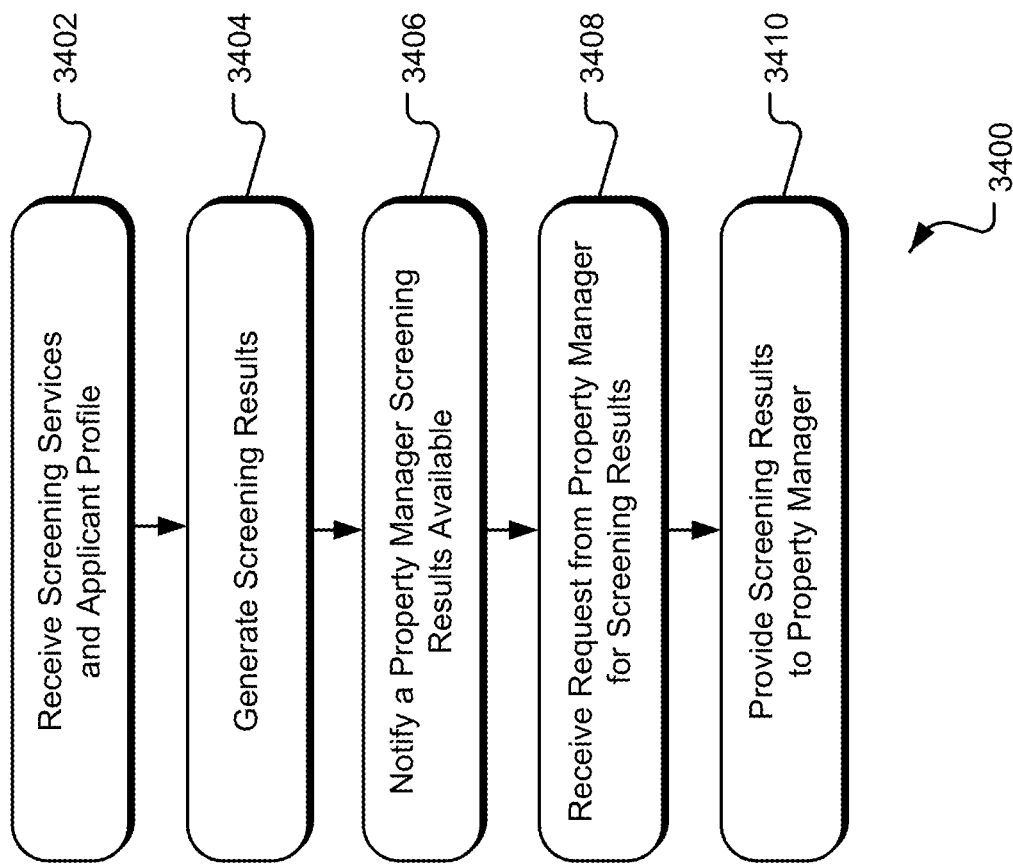 Receive Screening Services
and Applicant Profile
3402
Generate Screening Results
3404
Notify a Property Manager Screening
Results Available
3406
Receive Request from Property Manager
for Screening Results
3408
Provide Screening Results
to Property Manager
3410
3400